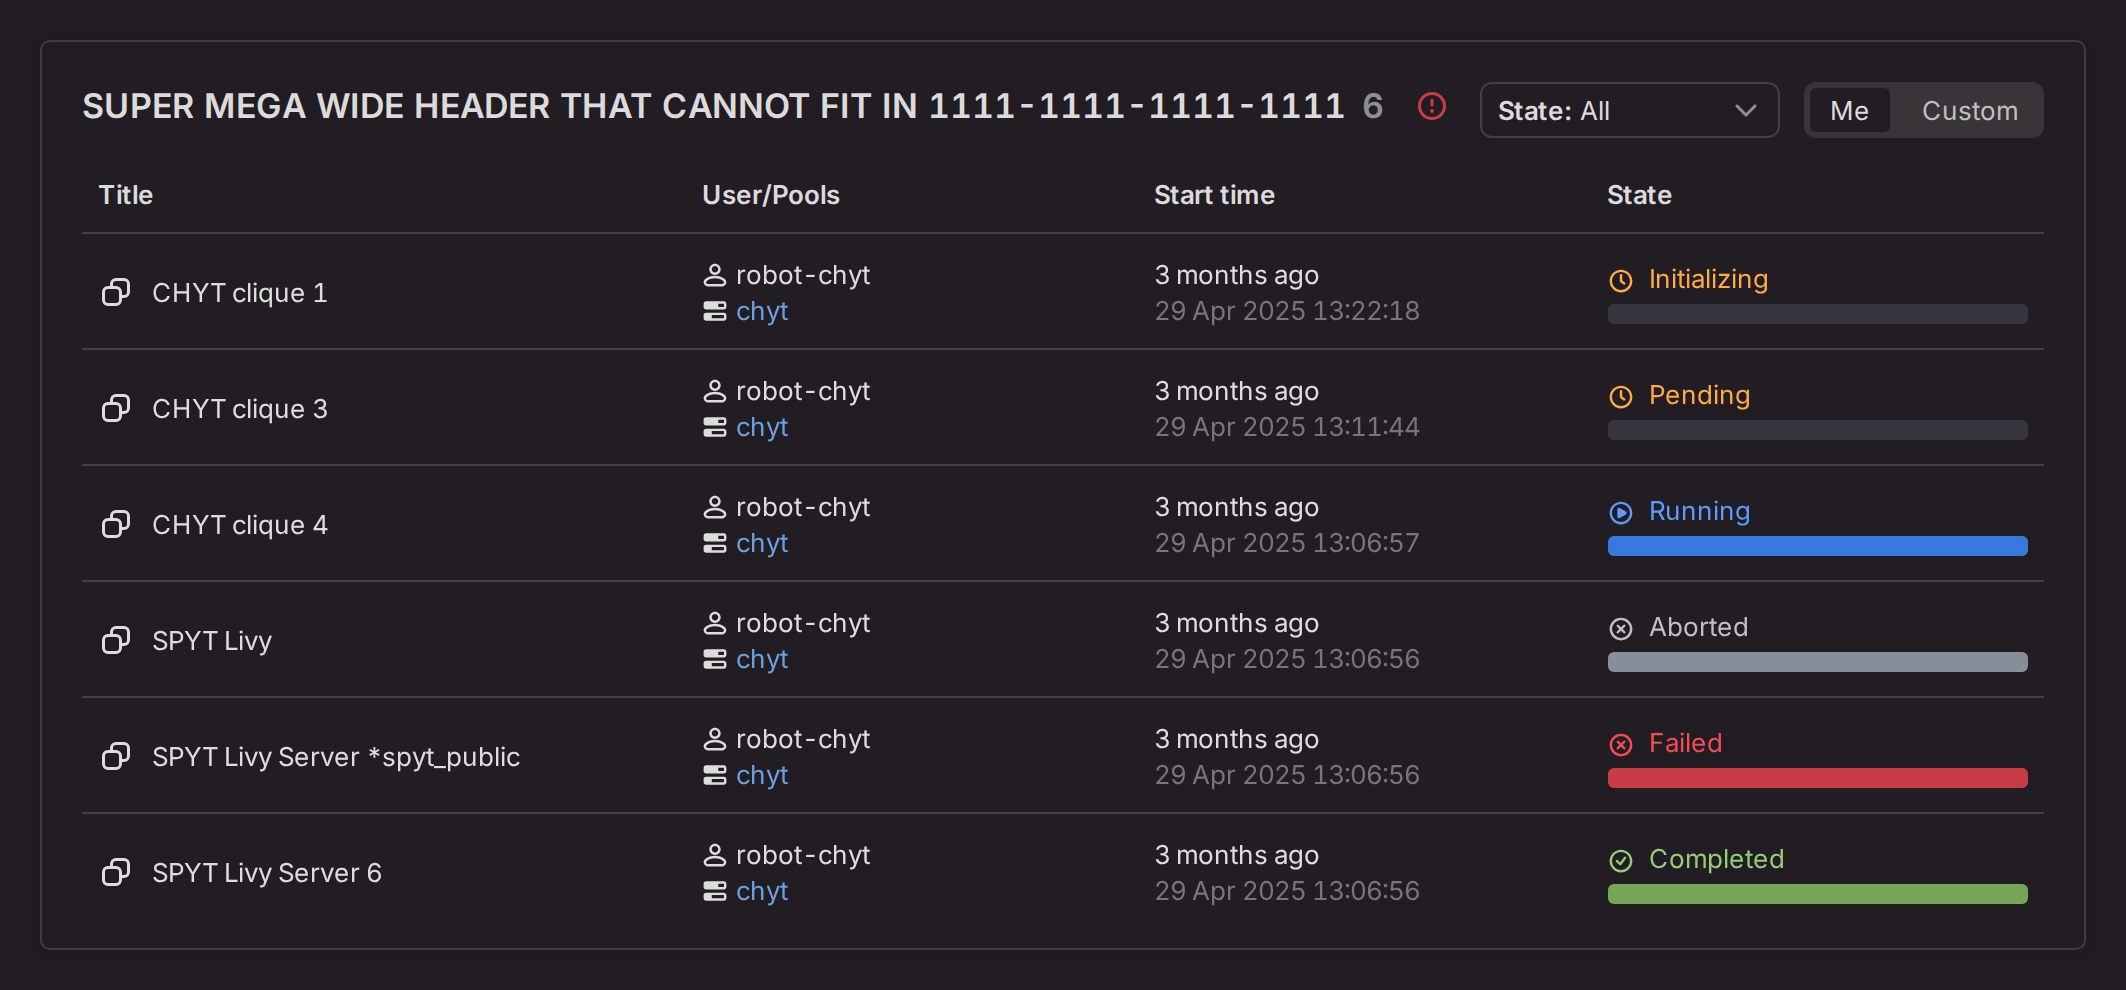 SUPER MEGA WIDE HEADER THAT CANNOT FIT IN 1111-1111-1111-1111 6
State: All
Me Custom
Title User/Pools Start time State
CHYT clique 1
robot-chyt
chyt
3 months ago
29 Apr 2025 13:22:18
Initializing
CHYT clique 3
robot-chyt
chyt
3 months ago
29 Apr 2025 13:11:44
Pending
CHYT clique 4
robot-chyt
chyt
3 months ago
29 Apr 2025 13:06:57
Running
SPYT Livy
robot-chyt
chyt
3 months ago
29 Apr 2025 13:06:56
Aborted
SPYT Livy Server *spyt_public
robot-chyt
chyt
3 months ago
29 Apr 2025 13:06:56
Failed
SPYT Livy Server 6
robot-chyt
chyt
3 months ago
29 Apr 2025 13:06:56
Completed